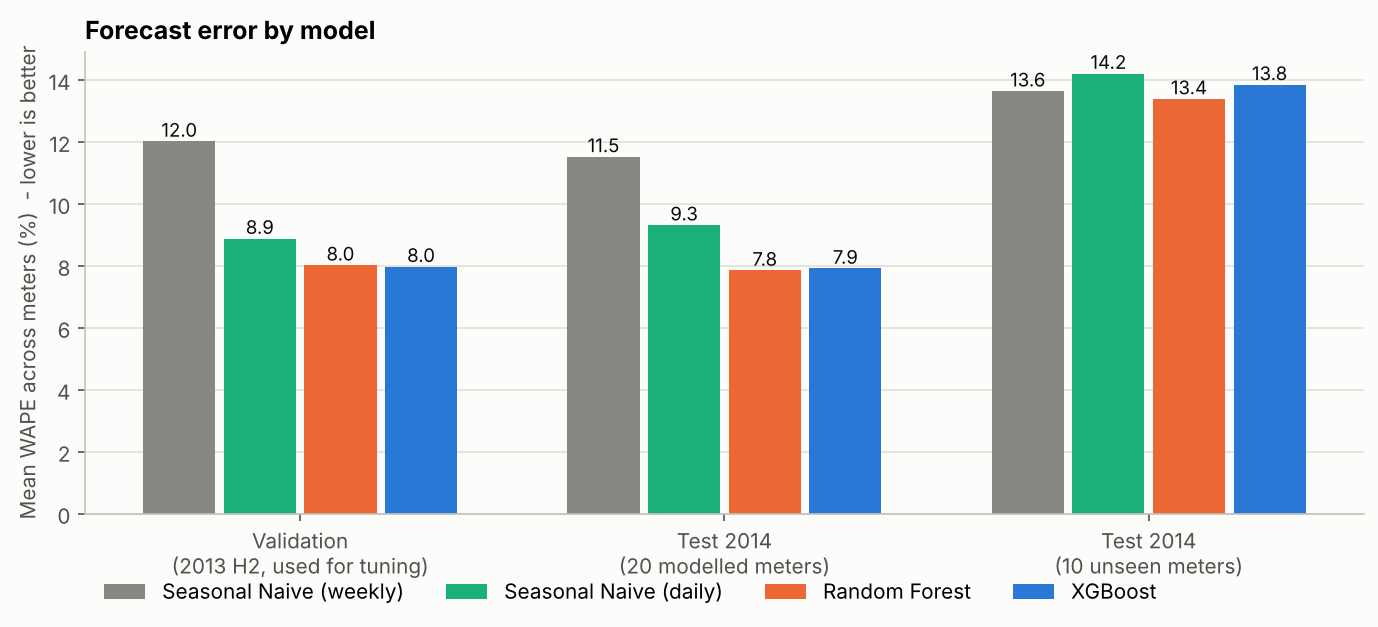 Forecast error by model
Mean WAPE across meters (%) - lower is better
14
12
10
8
6
4
2
0
12.0
8.9
8.0
8.0
11.5
9.3
7.8
7.9
13.6
14.2
13.4
13.8
Validation
(2013 H2, used for tuning)
Test 2014
(20 modelled meters)
Test 2014
(10 unseen meters)
Seasonal Naive (weekly)
Seasonal Naive (daily)
Random Forest
XGBoost